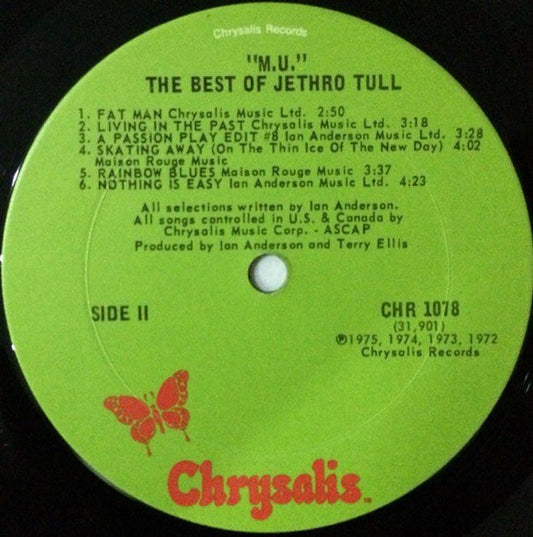 Chrysalis Records
"M.U."
THE BEST OF JETHRO TULL
1. FAT MAN Chrysalis Music Ltd. 2:50
2. LIVING IN THE PAST Chrysalis Music Ltd. 3:18
3. A PASSION PLAY EDIT #8 Ian Anderson Music Ltd. 3:28
4. SKATING AWAY (On The Thin Ice Of The New Day) 4:02
Maison Rouge Music
5. RAINBOW BLUES Maison Rouge Music 3:37
6. NOTHING IS EASY Ian Anderson Music Ltd. 4:23
All selections written by Ian Anderson.
All songs controlled in U.S. & Canada by
Chrysalis Music Corp. - ASCAP
Produced by Ian Anderson and Terry Ellis
SIDE II
CHR 1078
(31,901)
℗1975, 1974, 1973, 1972
Chrysalis Records
Chrysalis™